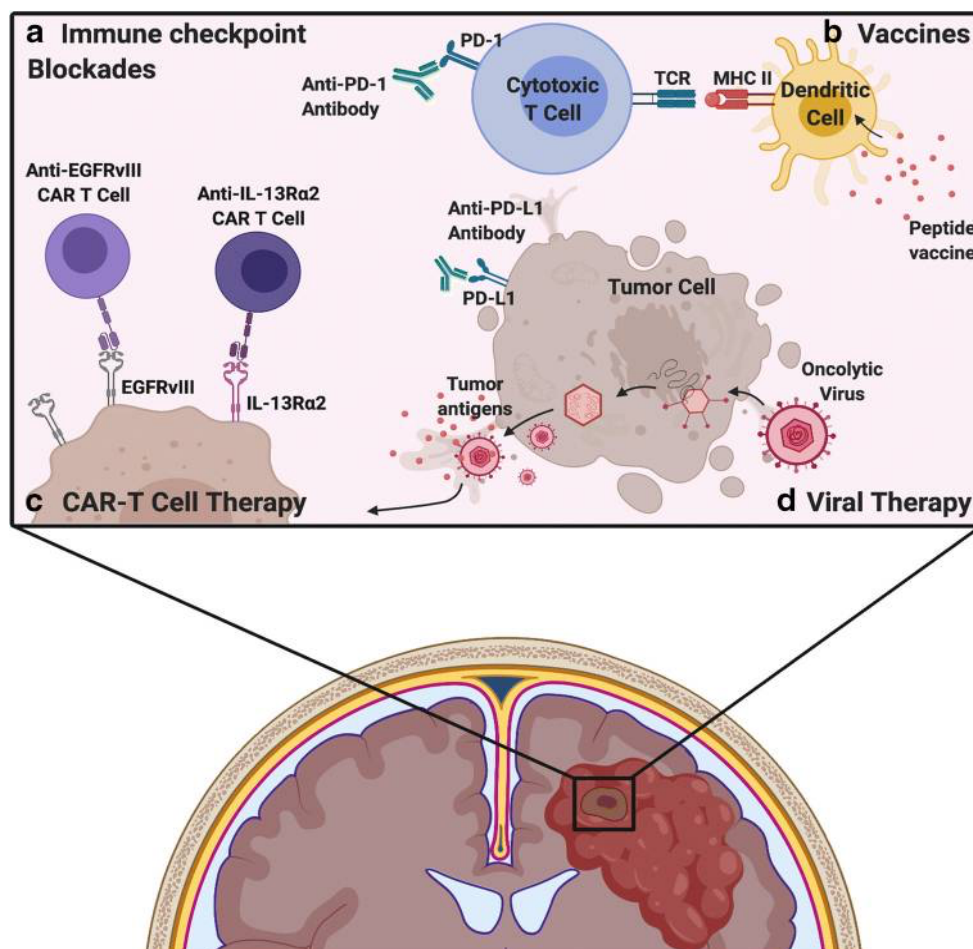 a Immune checkpoint
Blockades
Anti-PD-1
Antibody
PD-1
Cytotoxic
T Cell
TCR
MHC II
b Vaccines
Dendritic
Cell
Peptide
vaccine
Anti-EGFRvIII
CAR T Cell
Anti-IL-13Rα2
CAR T Cell
EGFRvIII
IL-13Rα2
c CAR-T Cell Therapy
Anti-PD-L1
Antibody
PD-L1
Tumor Cell
Tumor
antigens
Oncolytic
Virus
d Viral Therapy